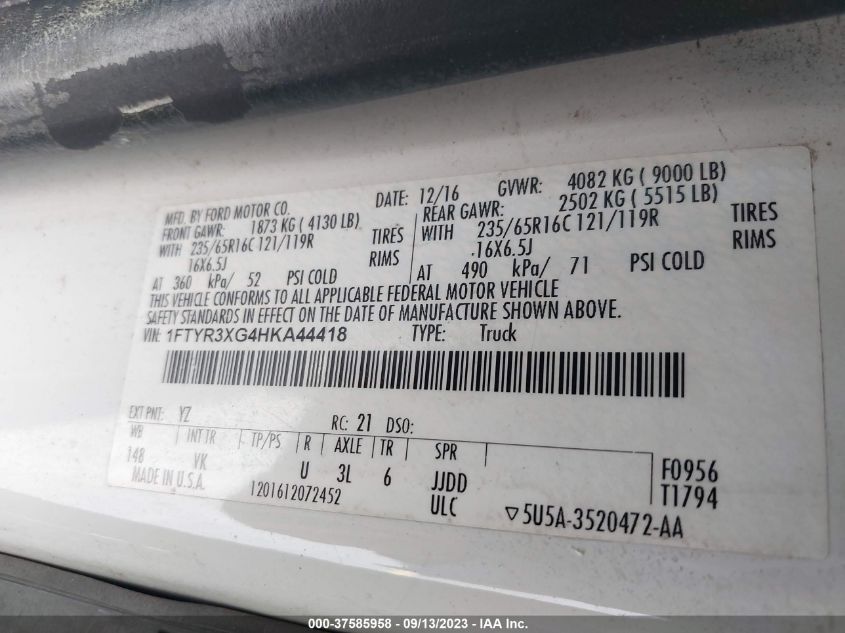 MFD. BY FORD MOTOR CO. DATE: 12/16 GVWR: 4082 KG ( 9000 LB)
FRONT GAWR: 1873 KG ( 4130 LB) REAR GAWR: 2502 KG ( 5515 LB)
WITH 235/65R16C 121/119R TIRES WITH 235/65R16C 121/119R TIRES
16X6.5J RIMS .16X6.5J RIMS
AT 360 kPa/ 52 PSI COLD AT 490 kPa/ 71 PSI COLD
THIS VEHICLE CONFORMS TO ALL APPLICABLE FEDERAL MOTOR VEHICLE
SAFETY STANDARDS IN EFFECT ON THE DATE OF MANUFACTURE SHOWN ABOVE.
VIN: 1FTYR3XG4HKA44418 TYPE: Truck
EXT PNT: YZ RC: 21 DSO:
WB INT TR TP/PS R AXLE TR SPR
148 VK U 3L 6 JJDD F0956
MADE IN U.S.A. 1201612072452 ULC T1794
▽5U5A-3520472-AA
000-37585958 - 09/13/2023 - IAA Inc.